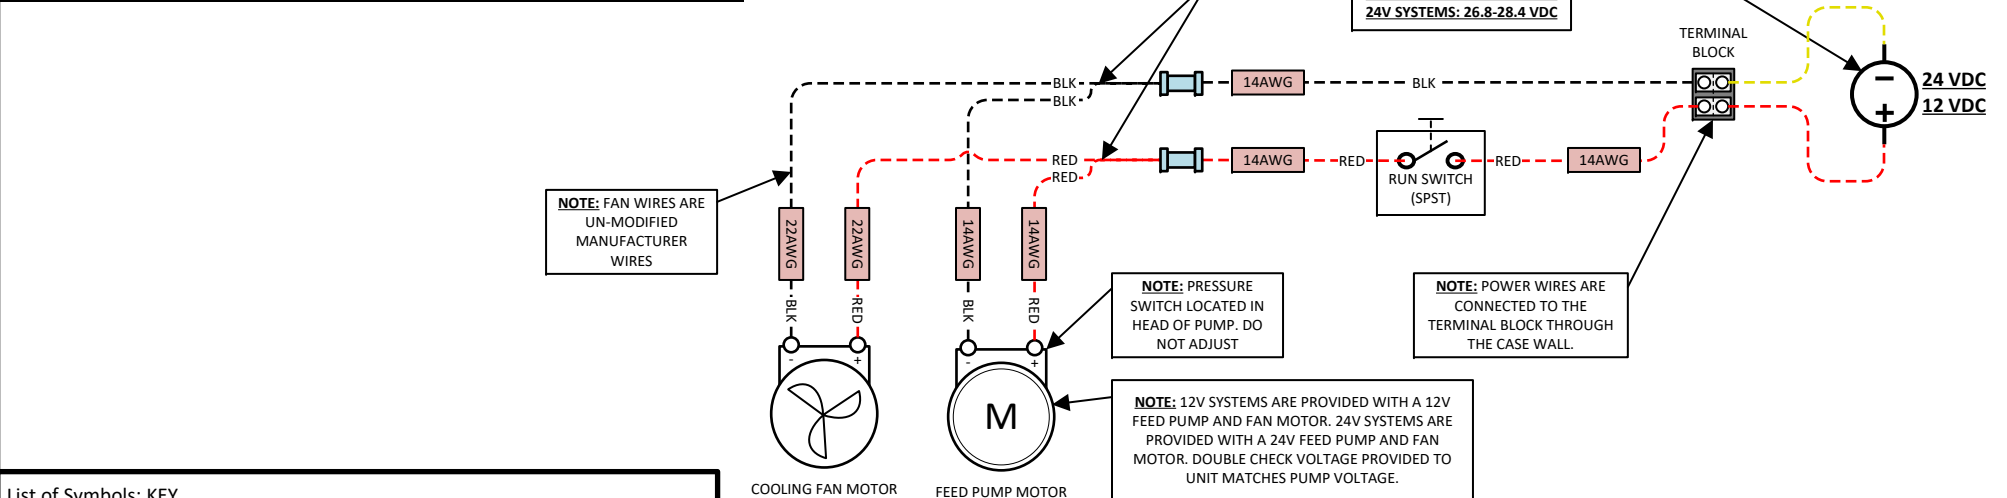 24V SYSTEMS: 26.8-28.4 VDC
TERMINAL
BLOCK
24 VDC
12 VDC
BLK
BLK
14AWG
BLK
RED
RED
14AWG
RED
RED
14AWG
RUN SWITCH
(SPST)
NOTE: FAN WIRES ARE
UN-MODIFIED
MANUFACTURER
WIRES
22AWG
22AWG
14AWG
14AWG
BLK
RED
BLK
RED
NOTE: PRESSURE
SWITCH LOCATED IN
HEAD OF PUMP. DO
NOT ADJUST
NOTE: POWER WIRES ARE
CONNECTED TO THE
TERMINAL BLOCK THROUGH
THE CASE WALL.
-
+
-
+
-
+
M
NOTE: 12V SYSTEMS ARE PROVIDED WITH A 12V
FEED PUMP AND FAN MOTOR. 24V SYSTEMS ARE
PROVIDED WITH A 24V FEED PUMP AND FAN
MOTOR. DOUBLE CHECK VOLTAGE PROVIDED TO
UNIT MATCHES PUMP VOLTAGE.
COOLING FAN MOTOR
FEED PUMP MOTOR
List of Symbols: KEY